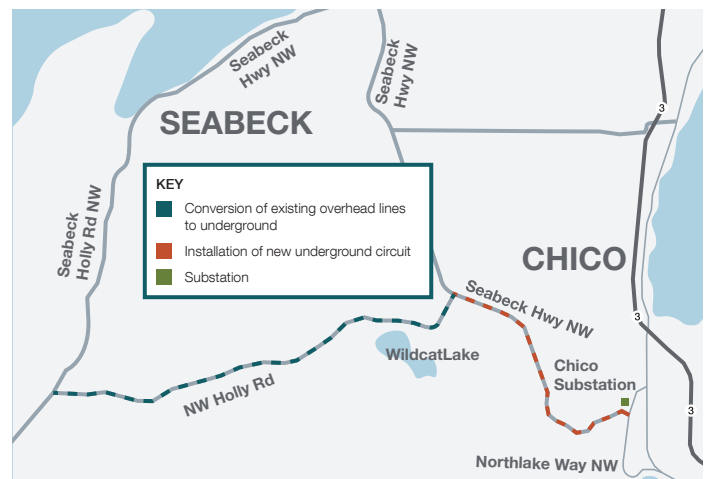 Seabeck
Hwy NW
Seabeck
Hwy NW
SEABECK
3
KEY
Conversion of existing overhead lines
to underground
Installation of new underground circuit
Substation
Seabeck
Holly Rd NW
CHICO
Seabeck Hwy NW
3
WildcatLake
Chico
Substation
NW Holly Rd
3
Northlake Way NW